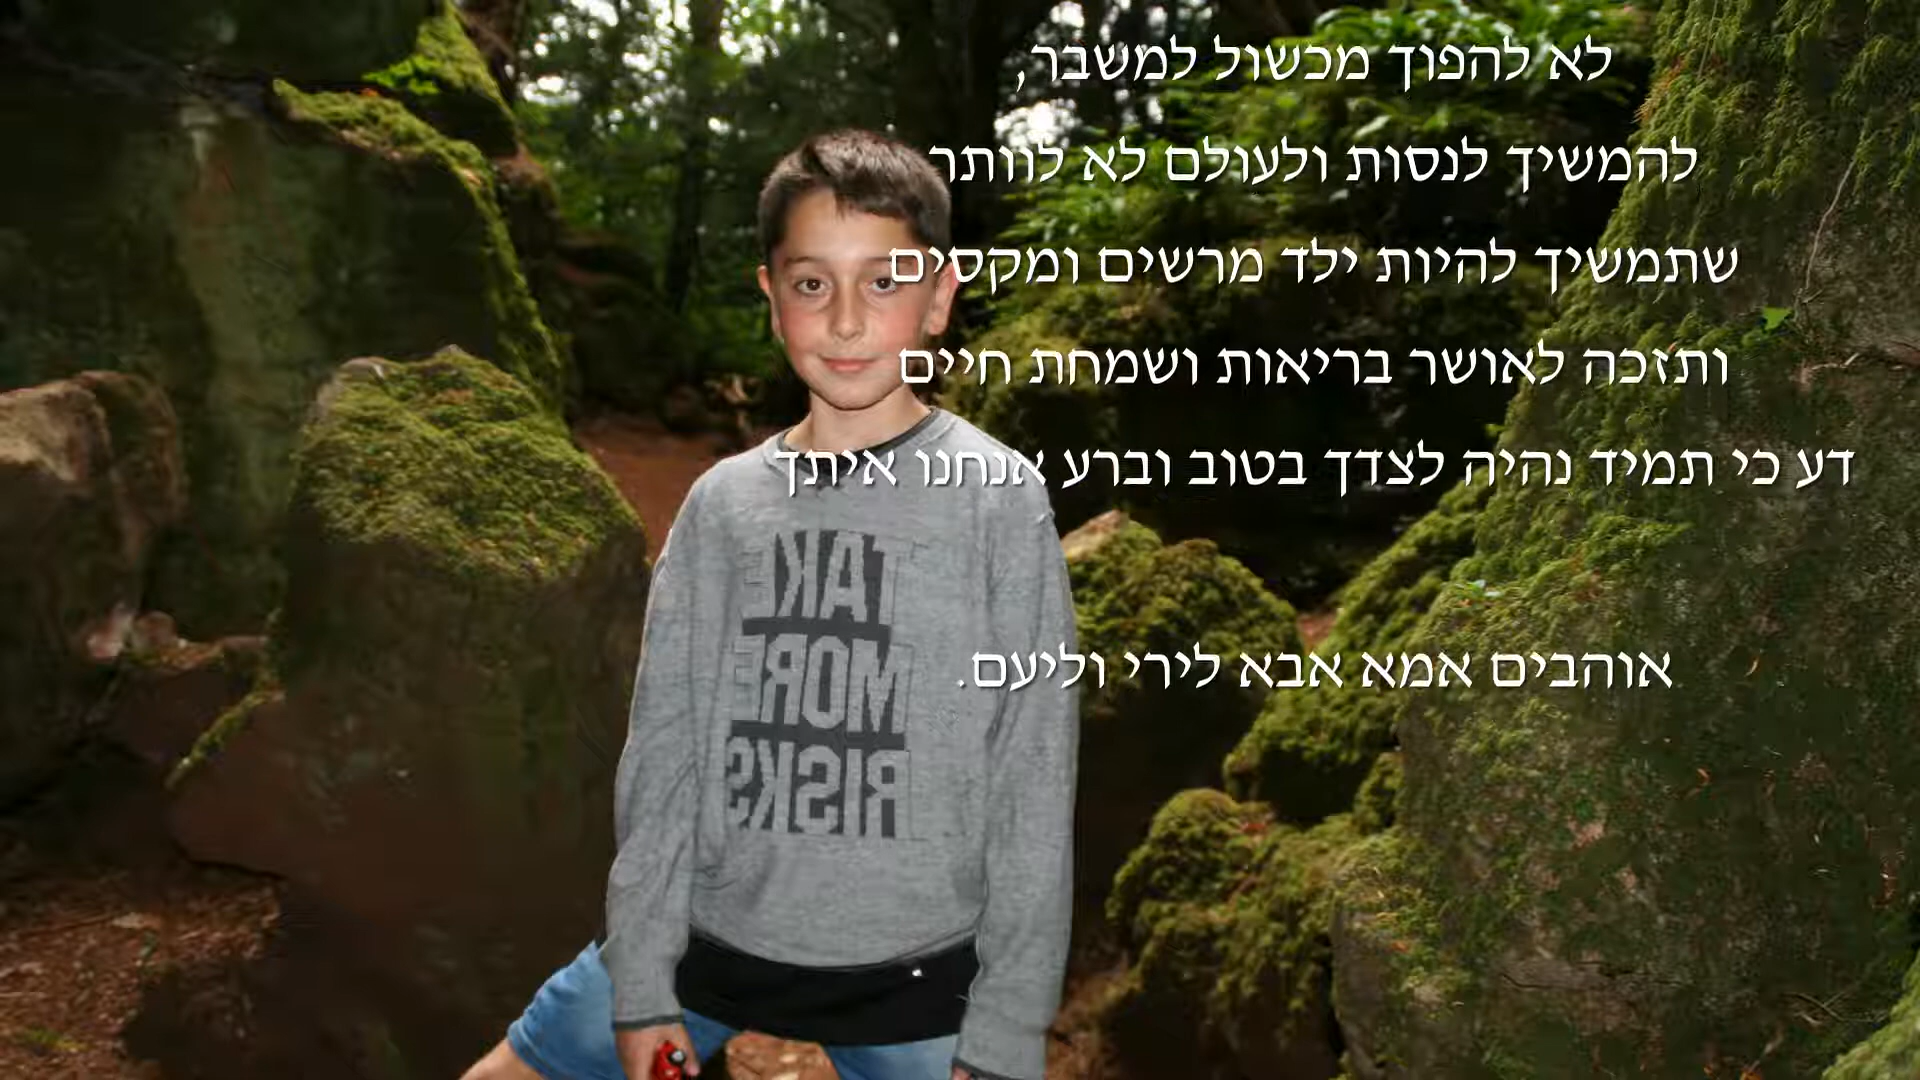 לא להפוך מכשול למשבר,
להמשיך לנסות ולעולם לא לוותר
שתמשיך להיות ילד מרשים ומקסים
ותזכה לאושר בריאות ושמחת חיים
דע כי תמיד נהיה לצדך בטוב וברע אנחנו איתך
אוהבים אמא אבא לירי וליעם.
TAKE
MORE
RISKS